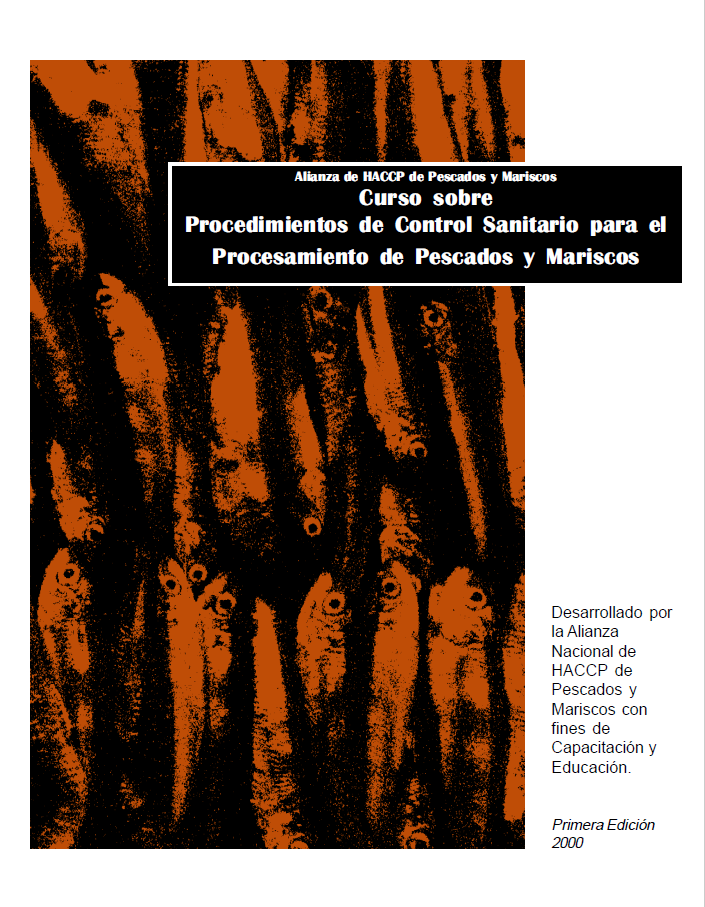 Alianza de HACCP de Pescados y Mariscos
Curso sobre
Procedimientos de Control Sanitario para el
Procesamiento de Pescados y Mariscos
Desarrollado por
la Alianza
Nacional de
HACCP de
Pescados y
Mariscos con
fines de
Capacitación y
Educación.
Primera Edición
2000